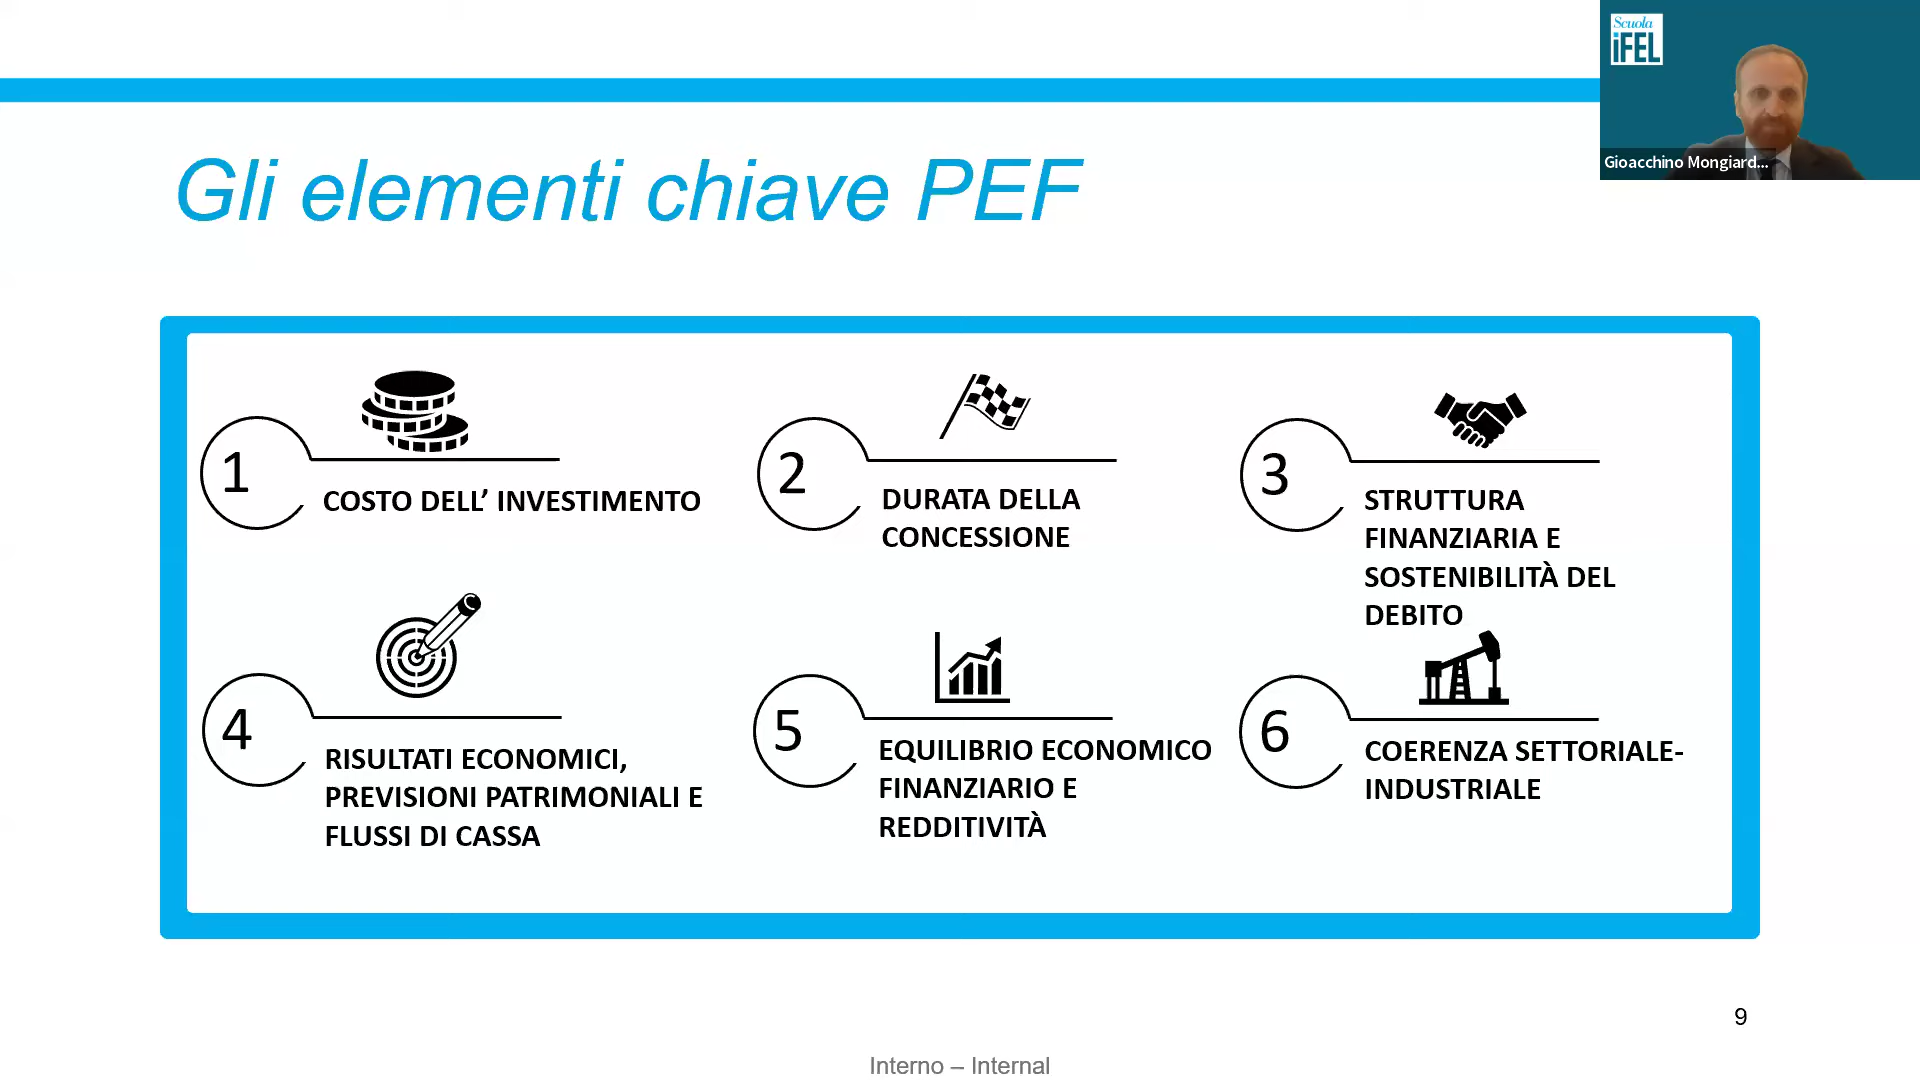 Scuola
iFEL
Gioacchino Mongiard...
Gli elementi chiave PEF
1
COSTO DELL’ INVESTIMENTO
2
DURATA DELLA
CONCESSIONE
3
STRUTTURA
FINANZIARIA E
SOSTENIBILITÀ DEL
DEBITO
4
RISULTATI ECONOMICI,
PREVISIONI PATRIMONIALI E
FLUSSI DI CASSA
5
EQUILIBRIO ECONOMICO
FINANZIARIO E
REDDITIVITÀ
6
COERENZA SETTORIALE-
INDUSTRIALE
9
Interno – Internal